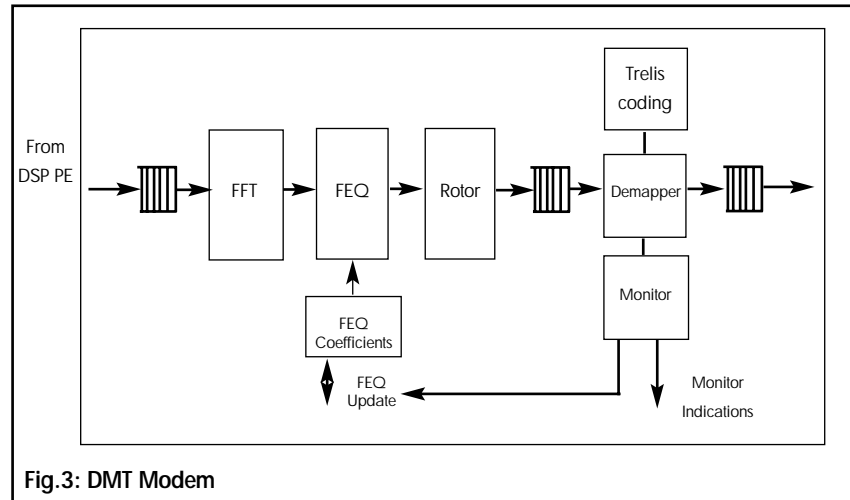 Trelis
coding
From
DSP PE
FFT
FEQ
Rotor
Demapper
Monitor
FEQ
Coefficients
FEQ
Update
Monitor
Indications
Fig.3: DMT Modem